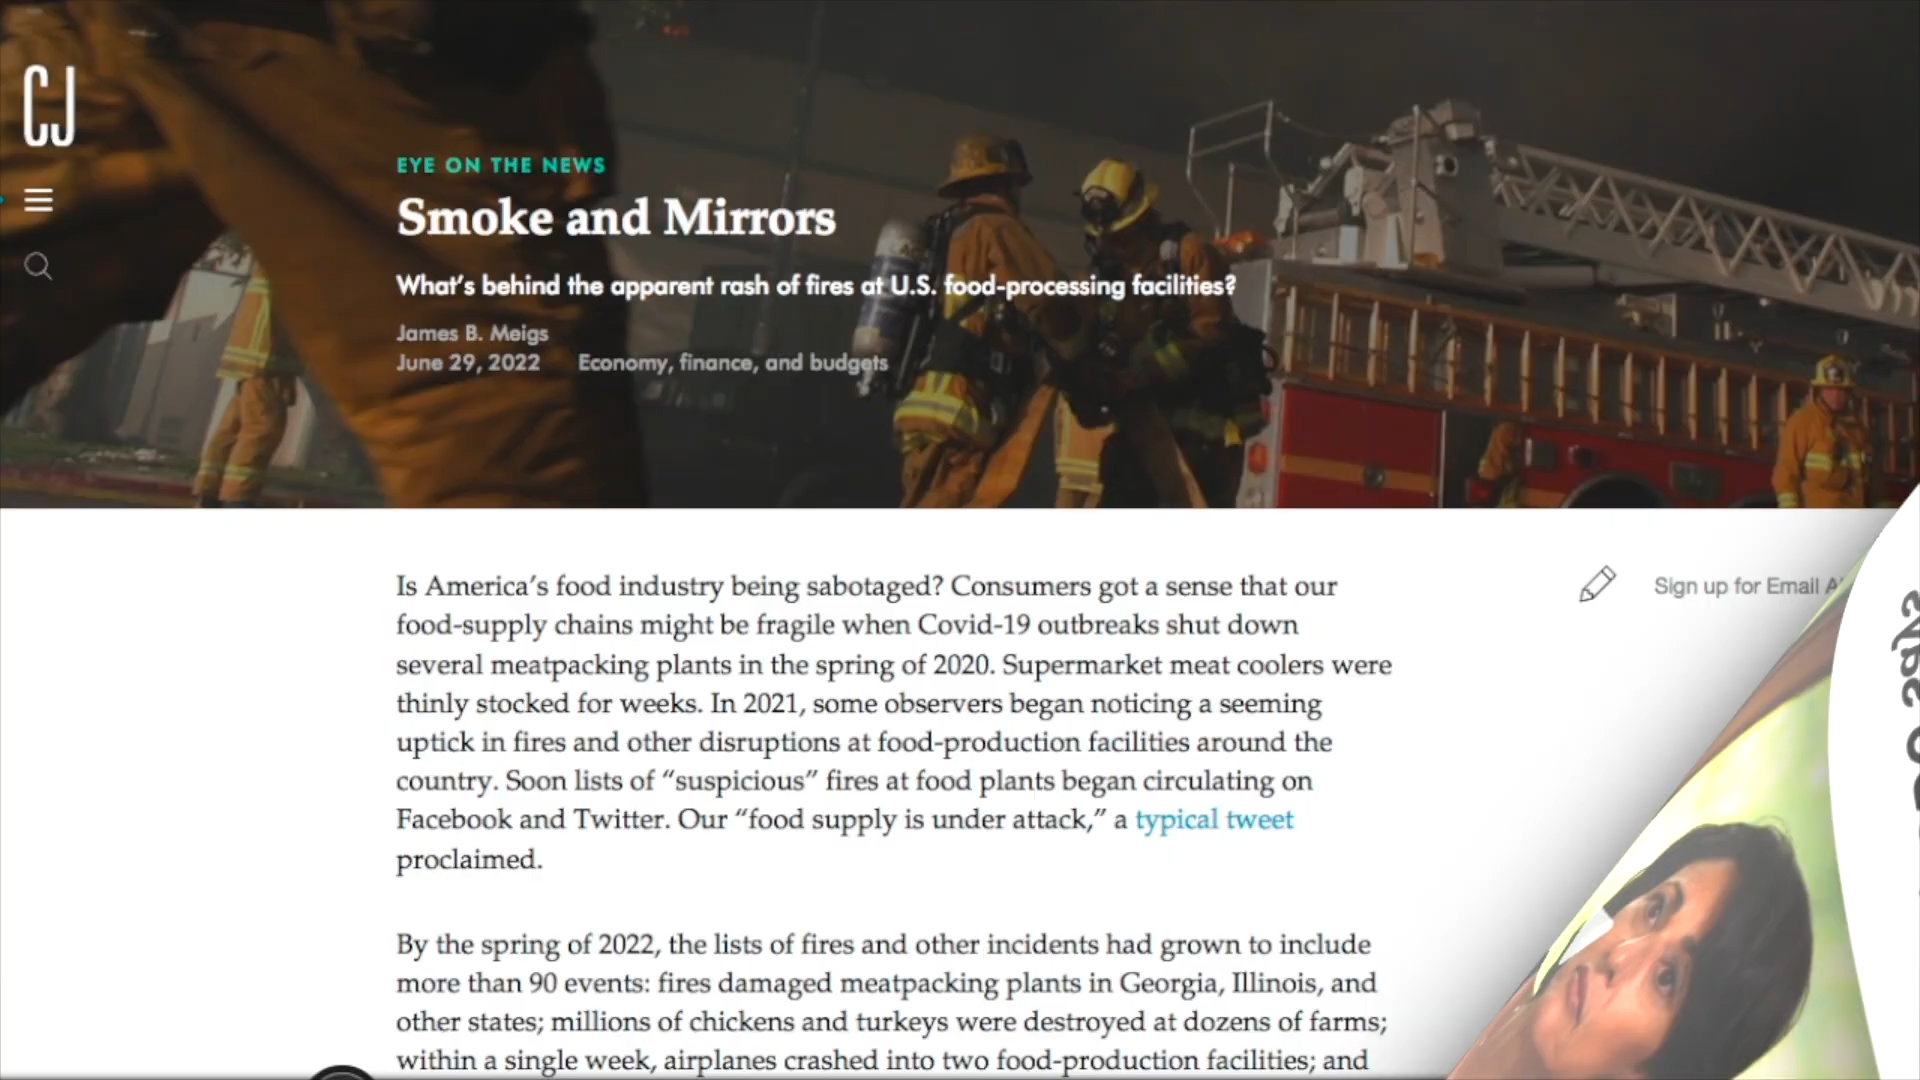 CJ
EYE ON THE NEWS
Smoke and Mirrors
What's behind the apparent rash of fires at U.S. food-processing facilities?
James B. Meigs
June 29, 2022 Economy, finance, and budgets
Is America's food industry being sabotaged? Consumers got a sense that our
food-supply chains might be fragile when Covid-19 outbreaks shut down
several meatpacking plants in the spring of 2020. Supermarket meat coolers were
thinly stocked for weeks. In 2021, some observers began noticing a seeming
uptick in fires and other disruptions at food-production facilities around the
country. Soon lists of “suspicious” fires at food plants began circulating on
Facebook and Twitter. Our “food supply is under attack,” a typical tweet
proclaimed.
Sign up for Email
By the spring of 2022, the lists of fires and other incidents had grown to include
more than 90 events: fires damaged meatpacking plants in Georgia, Illinois, and
other states; millions of chickens and turkeys were destroyed at dozens of farms;
within a single week, airplanes crashed into two food-production facilities; and